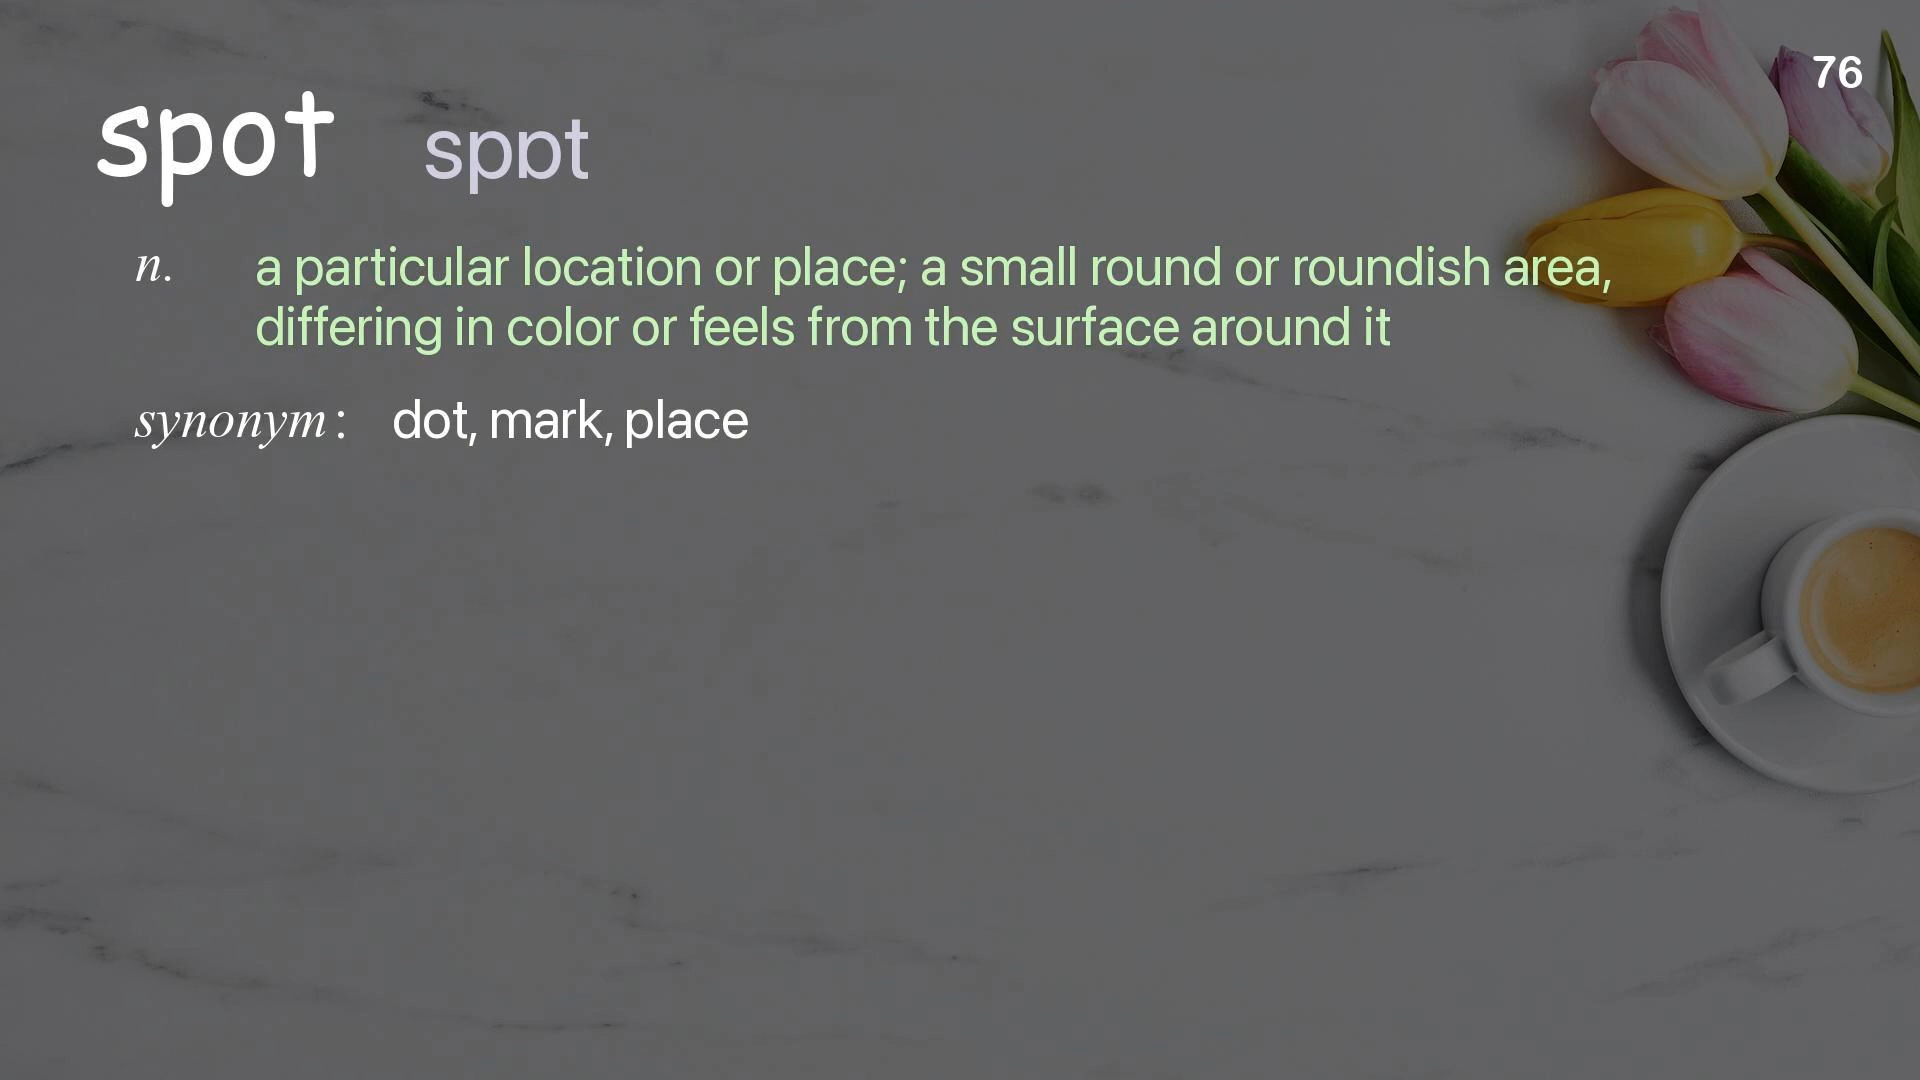 76
spot spɒt
n. a particular location or place; a small round or roundish area,
differing in color or feels from the surface around it
synonym : dot, mark, place